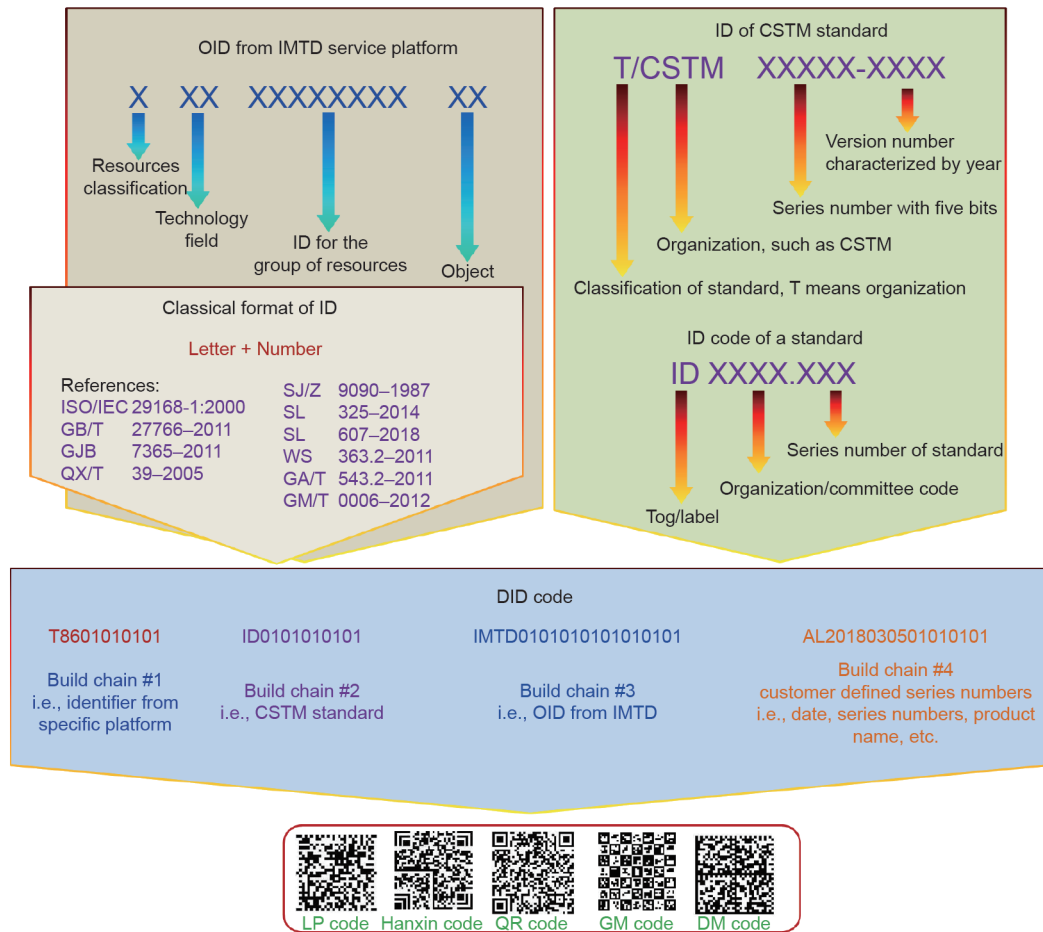 OID from IMTD service platform
X XX XXXXXXXX XX
Resources
classification
Technology
field
ID for the
group of resources
Object
Classical format of ID
Letter + Number
References:
ISO/IEC 29168-1:2000
GB/T 27766–2011
GJB 7365–2011
QX/T 39–2005
SJ/Z 9090–1987
SL 325–2014
SL 607–2018
WS 363.2–2011
GA/T 543.2–2011
GM/T 0006–2012
ID of CSTM standard
T/CSTM XXXXX-XXXX
Version number
characterized by year
Series number with five bits
Organization, such as CSTM
Classification of standard, T means organization
ID code of a standard
ID XXXX.XXX
Series number of standard
Organization/committee code
Tog/label
DID code
T8601010101
Build chain #1
i.e., identifier from
specific platform
ID0101010101
Build chain #2
i.e., CSTM standard
IMTD0101010101010101
Build chain #3
i.e., OID from IMTD
AL2018030501010101
Build chain #4
customer defined series numbers
i.e., date, series numbers, product
name, etc.
LP code Hanxin code QR code GM code DM code